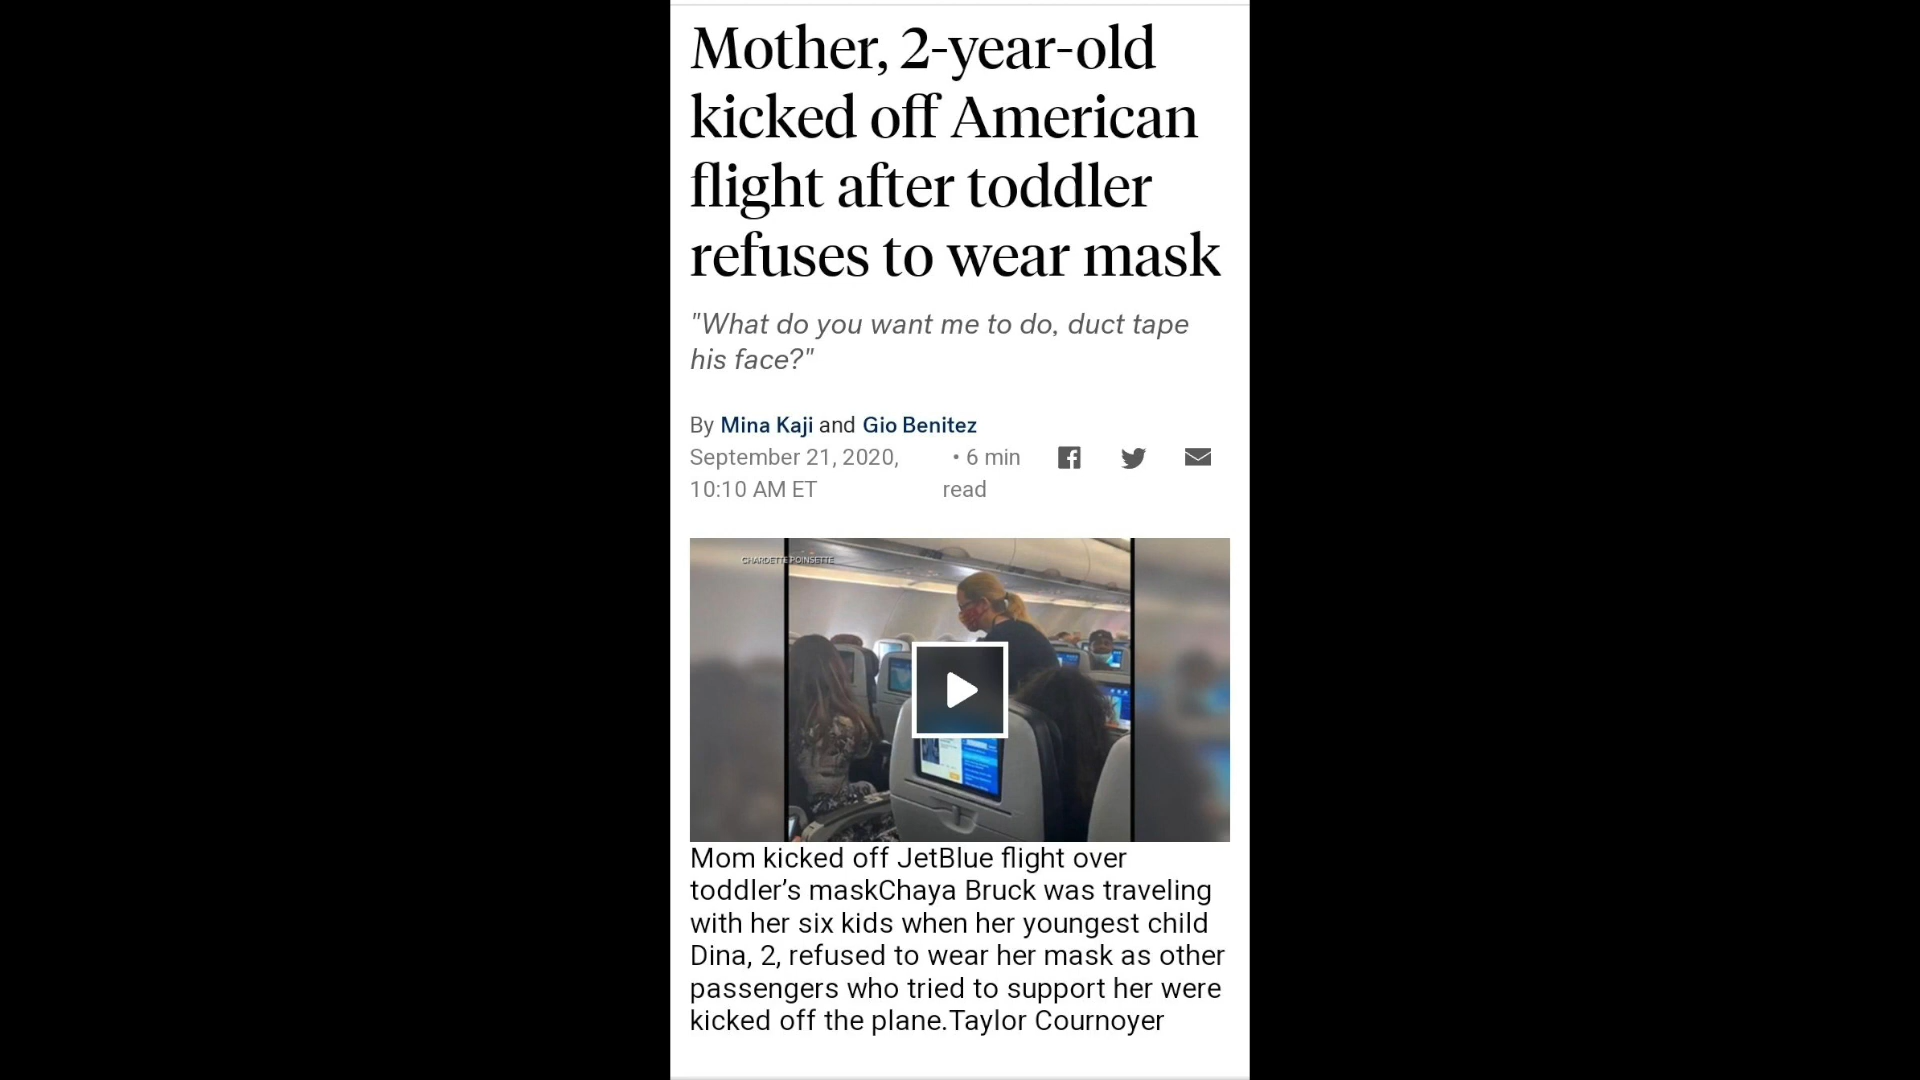 Mother, 2-year-old
kicked off American
flight after toddler
refuses to wear mask
"What do you want me to do, duct tape
his face?"
By Mina Kaji and Gio Benitez
September 21, 2020, • 6 min
10:10 AM ET read
CHARDETTE POINSETTE
Mom kicked off JetBlue flight over
toddler’s maskChaya Bruck was traveling
with her six kids when her youngest child
Dina, 2, refused to wear her mask as other
passengers who tried to support her were
kicked off the plane.Taylor Cournoyer